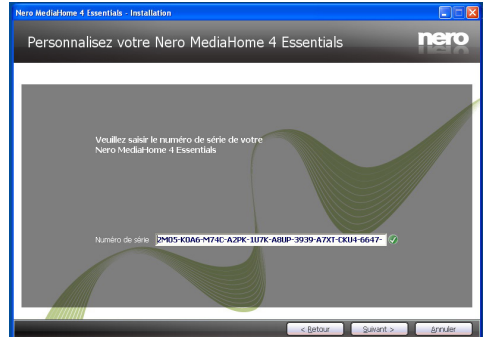 Nero MediaHome 4 Essentials - Installation
Personnalisez votre Nero MediaHome 4 Essentials
nero
Veuillez saisir le numéro de série de votre
Nero MediaHome 4 Essentials
Numéro de série 2M05-K0A6-M74C-A2PK-1U7K-A8UP-3939-A7XT-CKU4-6647-
< Retour Suivant > Annuler